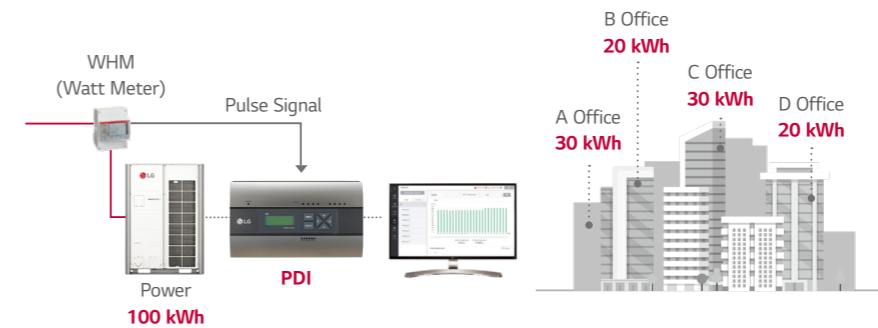 WHM
(Watt Meter)
Pulse Signal
LG
LG
PDI
Power
100 kWh
B Office
20 kWh
C Office
30 kWh
A Office
30 kWh
D Office
20 kWh